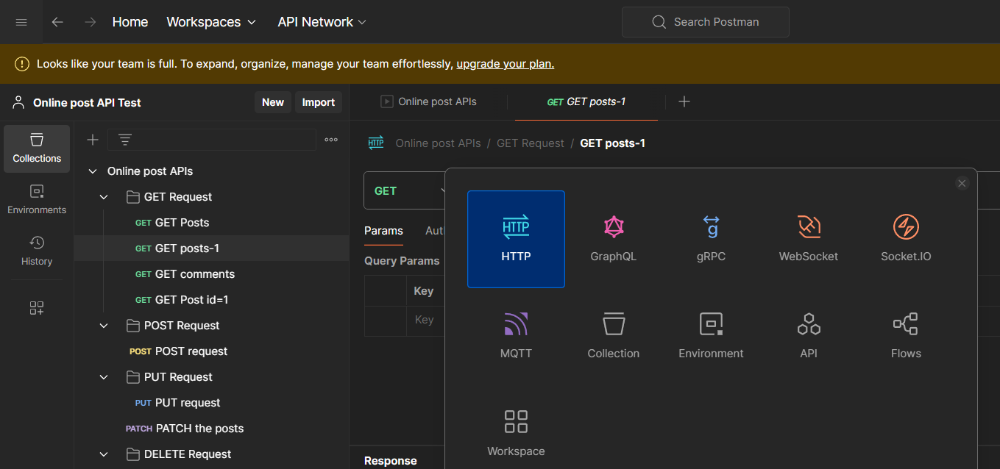 Home Workspaces API Network Search Postman
Looks like your team is full. To expand, organize, manage your team effortlessly, upgrade your plan.
Online post API Test New Import
Online post APIs GET GET posts-1
Collections
Environments
History
Online post APIs
GET Request
GET GET Posts
GET GET posts-1
GET GET comments
GET GET Post id=1
POST Request
POST POST request
PUT Request
PUT PUT request
PATCH PATCH the posts
DELETE Request
HTTP Online post APIs / GET Request / GET posts-1
GET
Params Aut
Query Params
Key
Key
Response
HTTP
HTTP GraphQL gRPC WebSocket Socket.IO
MQTT Collection Environment API Flows
Workspace